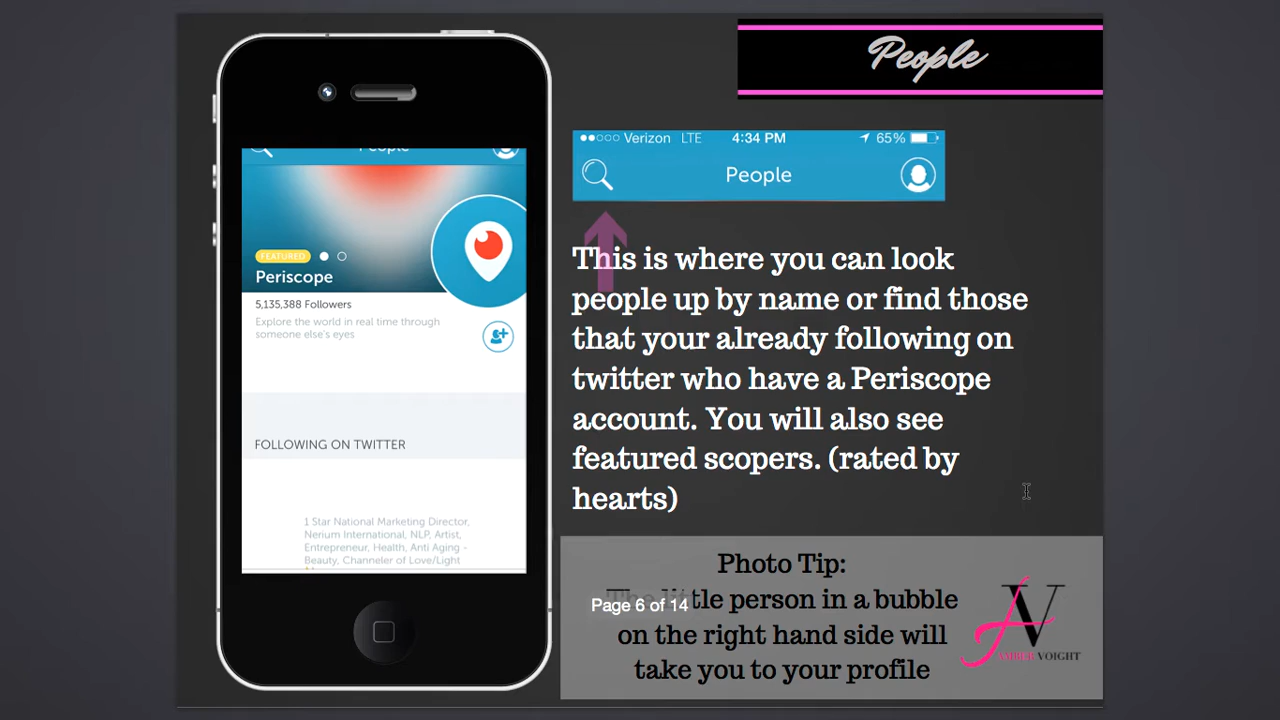 People
Verizon LTE 4:34 PM 65%
People
People
FEATURED
Periscope
5,135,388 Followers
Explore the world in real time through
someone else's eyes
FOLLOWING ON TWITTER
1 Star National Marketing Director,
Nerium International, NLP, Artist,
Entrepreneur, Health, Anti Aging -
Beauty, Channeler of Love/Light
This is where you can look
people up by name or find those
that your already following on
twitter who have a Periscope
account. You will also see
featured scopers. (rated by
hearts)
Photo Tip:
The little person in a bubble
on the right hand side will
take you to your profile
Page 6 of 14
AV
AMBER VOIGHT